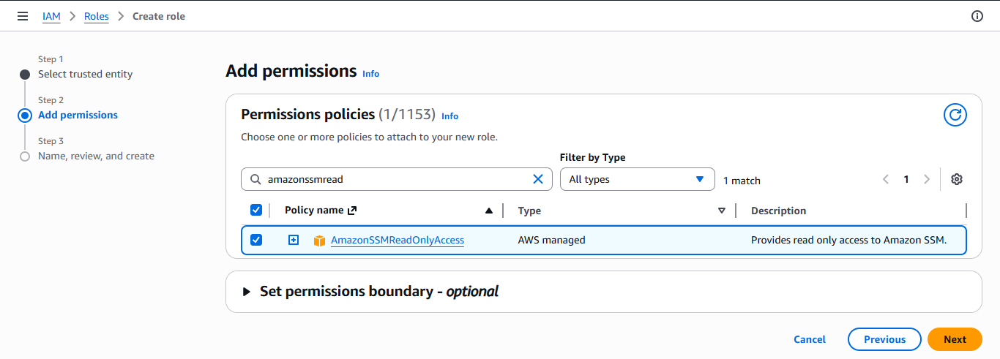 IAM > Roles > Create role
Step 1
Select trusted entity
Step 2
Add permissions
Step 3
Name, review, and create
Add permissions Info
Permissions policies (1/1153) Info
Choose one or more policies to attach to your new role.
Filter by Type
amazonssmread All types 1 match 1
Policy name Type Description
AmazonSSMReadOnlyAccess AWS managed Provides read only access to Amazon SSM.
Set permissions boundary - optional
Cancel Previous Next